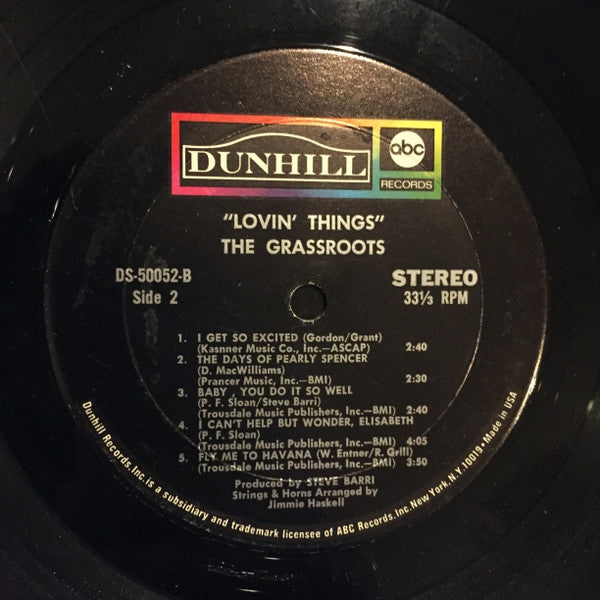 DUNHILL
abc
RECORDS
"LOVIN' THINGS"
THE GRASSROOTS
DS-50052-B
Side 2
STEREO
33⅓ RPM
1. I GET SO EXCITED (Gordon/Grant)
(Kasnner Music Co., Inc.—ASCAP) 2:40
2. THE DAYS OF PEARLY SPENCER
(D. MacWilliams)
(Prancer Music, Inc.—BMI) 2:30
3. BABY, YOU DO IT SO WELL
(P. F. Sloan/Steve Barri)
(Trousdale Music Publishers, Inc.—BMI) 2:40
4. I CAN'T HELP BUT WONDER, ELISABETH
(P. F. Sloan)
(Trousdale Music Publishers, Inc.—BMI) 4:05
5. FLY ME TO HAVANA (W. Entner/R. Grill)
(Trousdale Music Publishers, Inc.—BMI) 3:50
Produced by STEVE BARRI
Strings & Horns Arranged by
Jimmie Haskell
Dunhill Records, Inc. is a subsidiary and trademark licensee of ABC Records, Inc. New York, N.Y. 10019 • Made in USA